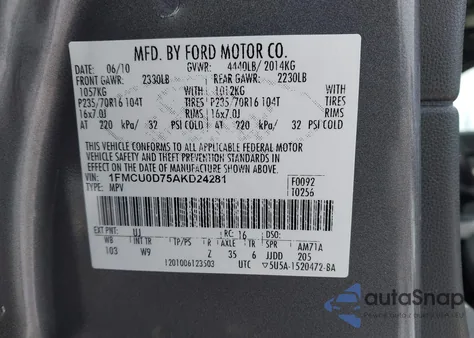 MFD. BY FORD MOTOR CO.
DATE: 06/10 GVWR: 4440LB/ 2014KG
FRONT GAWR: 2330LB REAR GAWR: 2230LB
1057KG WITH 1012KG WITH
P235/70R16 104T TIRES P235/70R16 104T TIRES
16x7.0J RIMS 16x7.0J RIMS
AT 220 kPa/ 32 PSI COLD AT 220 kPa/ 32 PSI COLD
THIS VEHICLE CONFORMS TO ALL APPLICABLE FEDERAL MOTOR
VEHICLE SAFETY AND THEFT PREVENTION STANDARDS IN
EFFECT ON THE DATE OF MANUFACTURE SHOWN ABOVE.
VIN: 1FMCU0D75AKD24281 F0092
TYPE: MPV T0256
EXT PNT: UJ RC: 16 DSO:
WB INT TR TP/PS R AXLE TR SPR AM71A
103 W9 2 35 6 JJDD 205
1201006123503 UTC 5U5A-1520472-BA
autoSnap